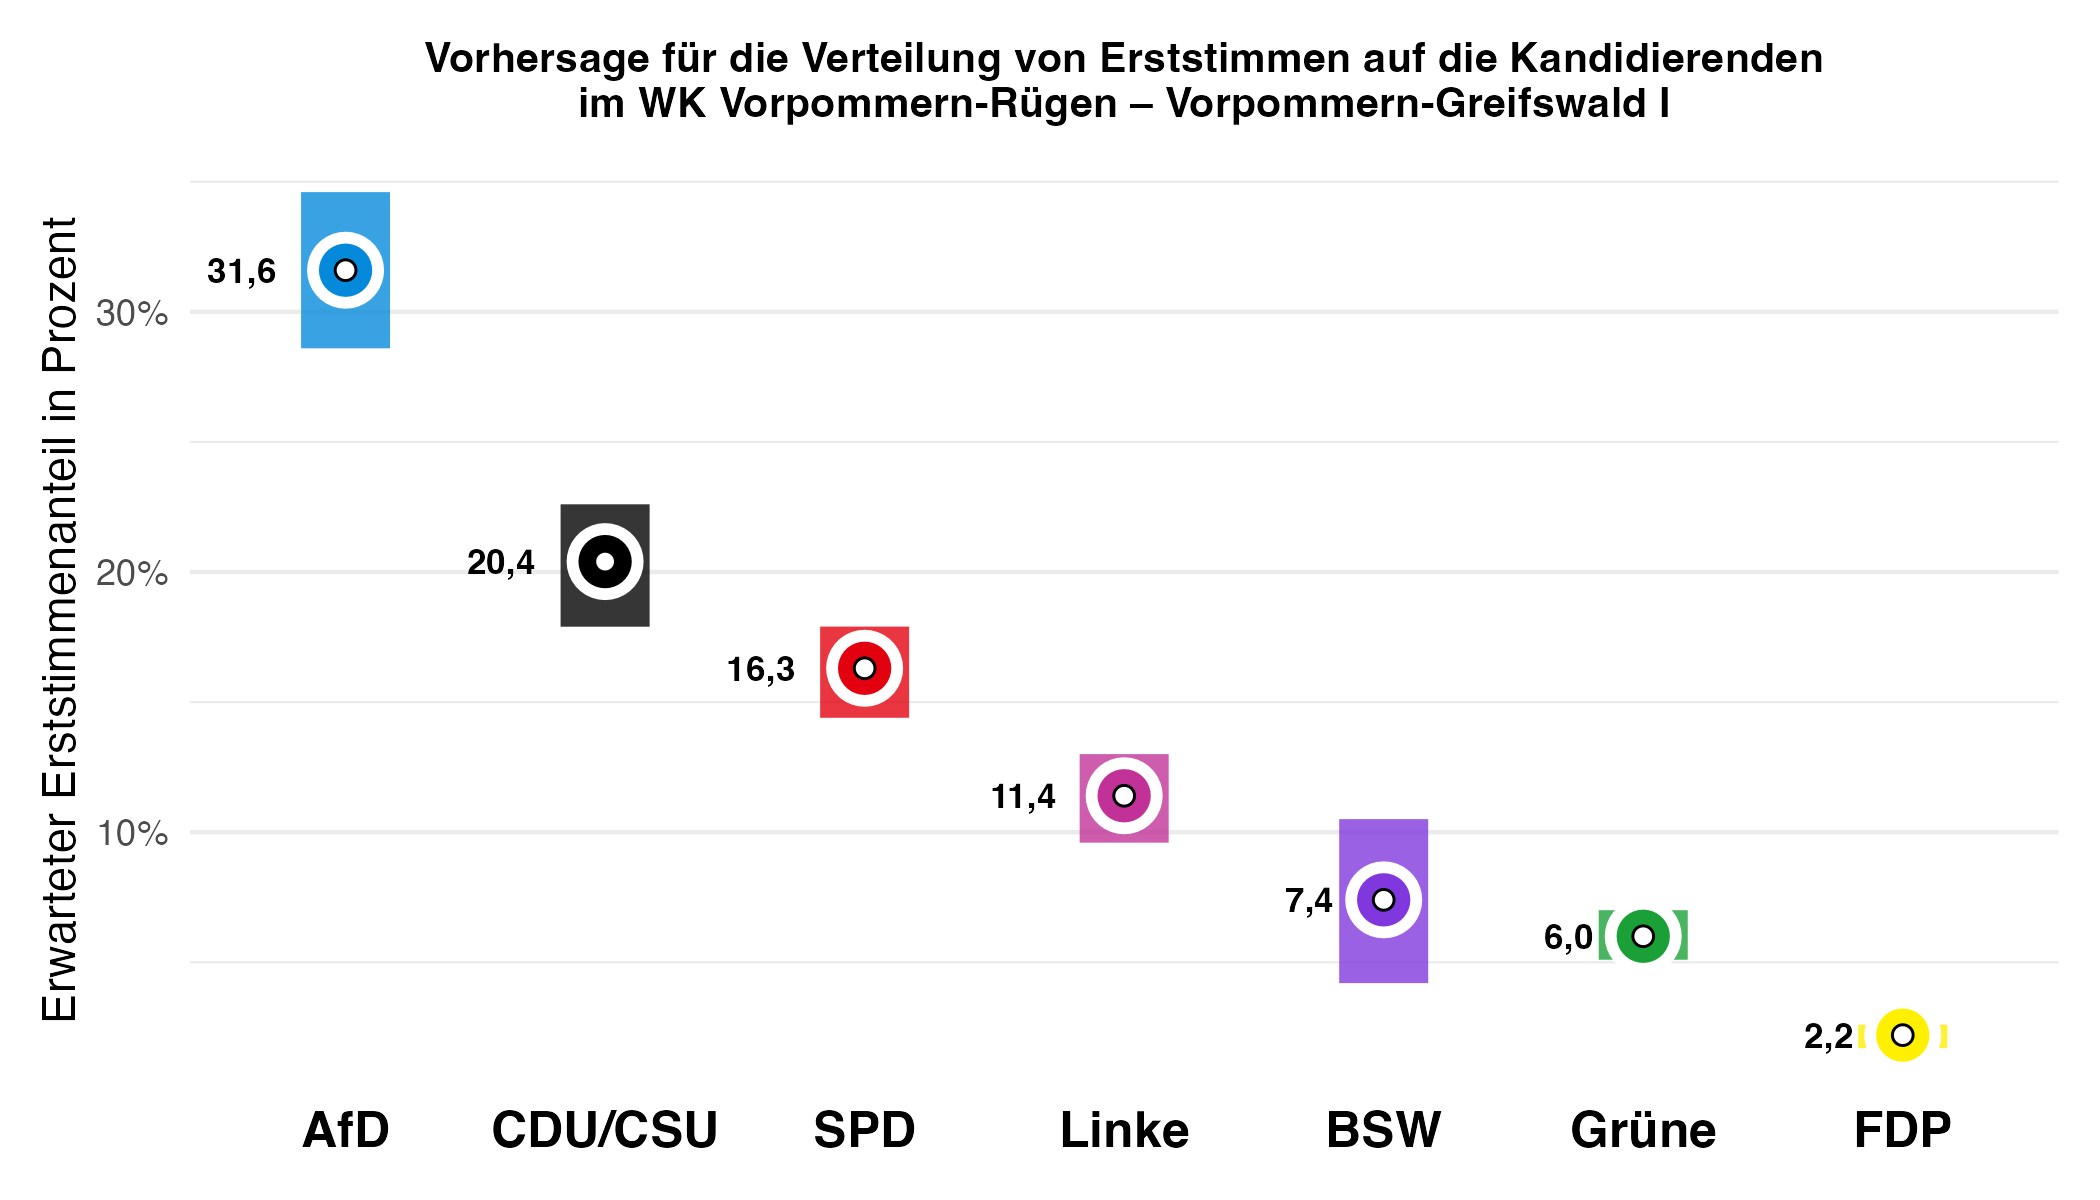 Vorhersage für die Verteilung von Erststimmen auf die Kandidierenden
im WK Vorpommern-Rügen – Vorpommern-Greifswald I
Erwarteter Erststimmenanteil in Prozent
30%
20%
10%
31,6
20,4
16,3
11,4
7,4
6,0
2,2
AfD
CDU/CSU
SPD
Linke
BSW
Grüne
FDP